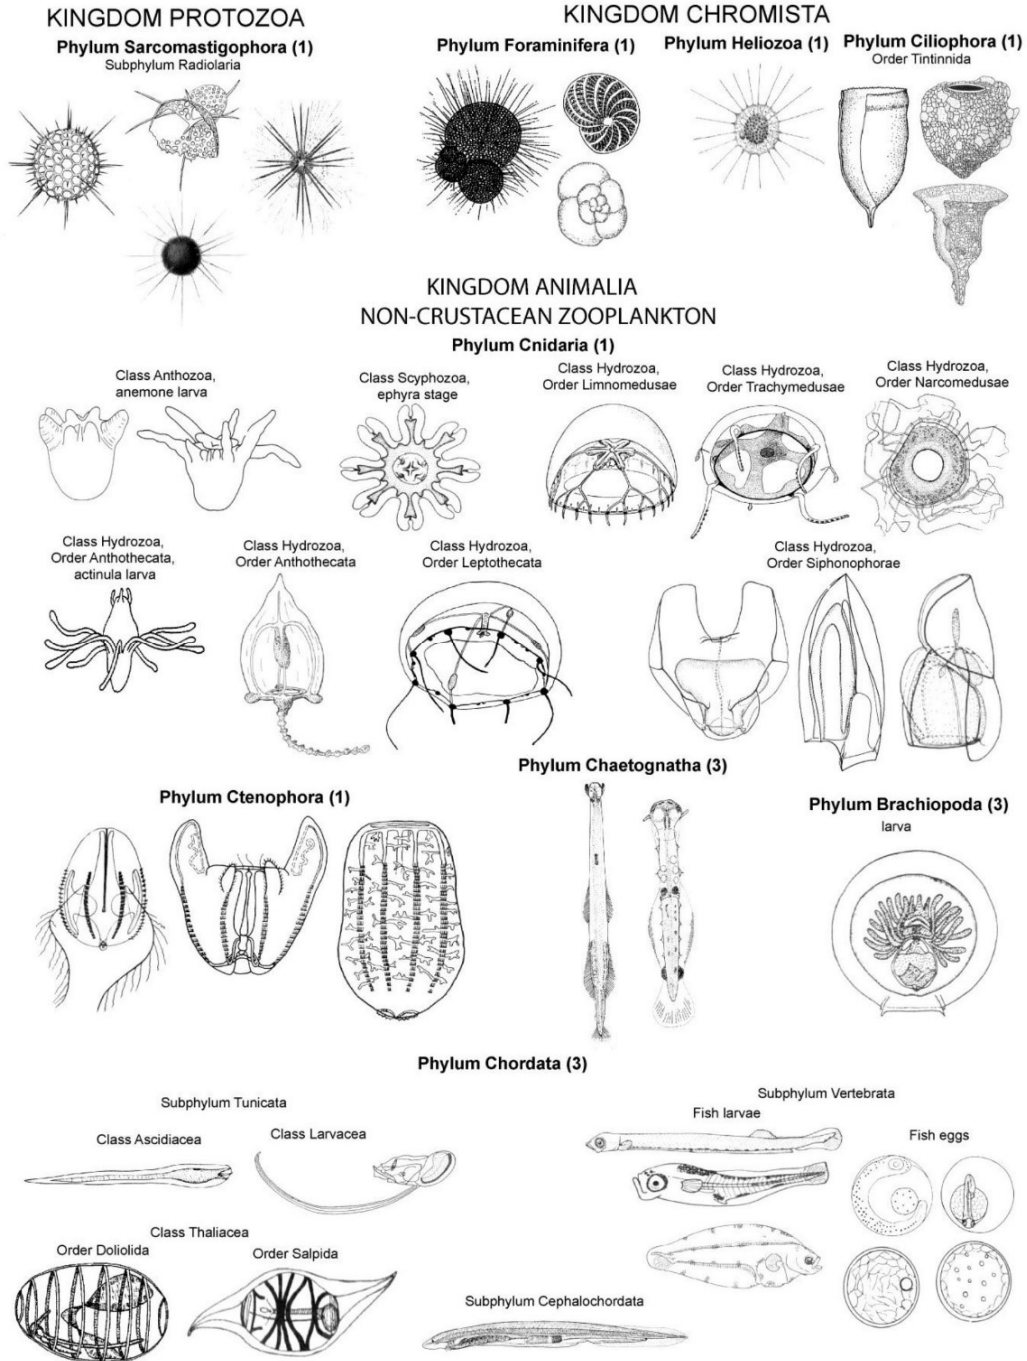 KINGDOM PROTOZOA
KINGDOM CHROMISTA
Phylum Sarcomastigophora (1)
Subphylum Radiolaria
Phylum Foraminifera (1)
Phylum Heliozoa (1)
Phylum Ciliophora (1)
Order Tintinnida
KINGDOM ANIMALIA
NON-CRUSTACEAN ZOOPLANKTON
Phylum Cnidaria (1)
Class Anthozoa,
anemone larva
Class Scyphozoa,
ephyra stage
Class Hydrozoa,
Order Limnomedusae
Class Hydrozoa,
Order Trachymedusae
Class Hydrozoa,
Order Narcomedusae
Class Hydrozoa,
Order Anthothecata,
actinula larva
Class Hydrozoa,
Order Anthothecata
Class Hydrozoa,
Order Leptothecata
Class Hydrozoa,
Order Siphonophorae
Phylum Ctenophora (1)
Phylum Chaetognatha (3)
Phylum Brachiopoda (3)
larva
Phylum Chordata (3)
Subphylum Tunicata
Class Ascidiacea
Class Larvacea
Class Thaliacea
Order Doliolida
Order Salpida
Subphylum Vertebrata
Fish larvae
Fish eggs
Subphylum Cephalochordata